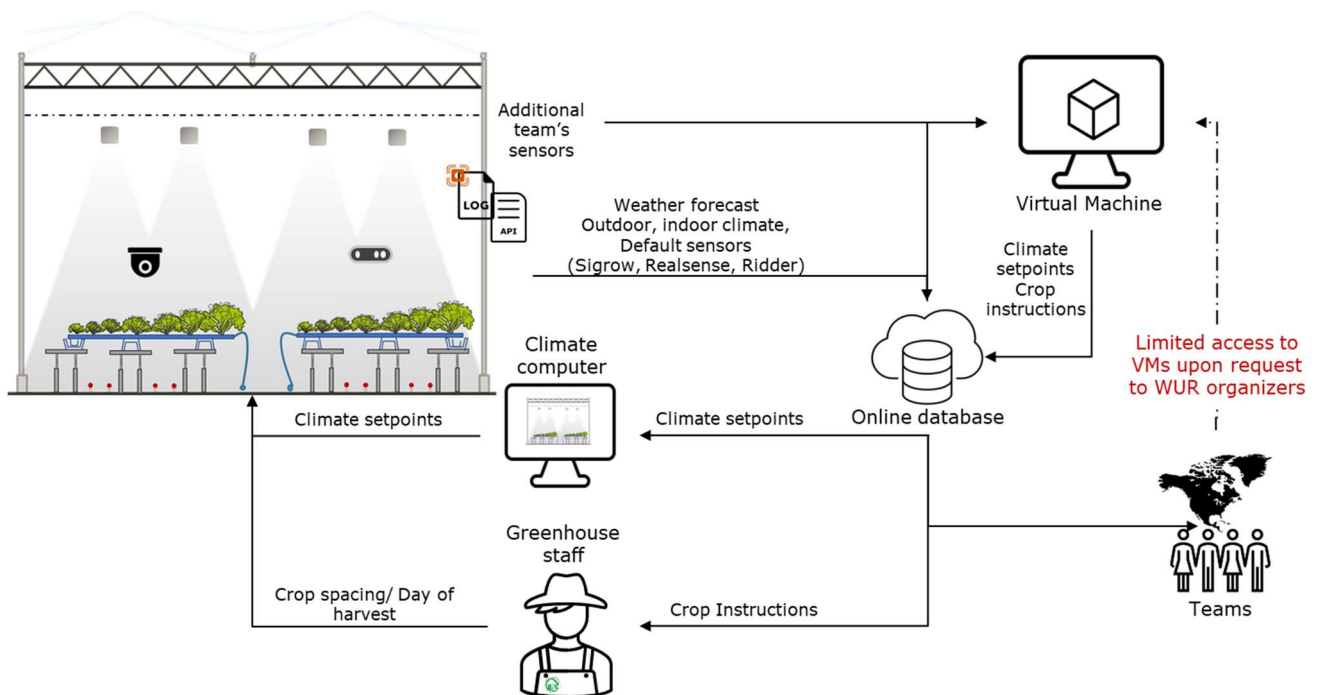 Additional
team's
sensors
LOG
API
Weather forecast
Outdoor, indoor climate,
Default sensors
(Sigrow, Realsense, Ridder)
Virtual Machine
Climate
setpoints
Crop
instructions
Limited access to
VMs upon request
to WUR organizers
Online database
Climate
computer
Climate setpoints
Climate setpoints
Greenhouse
staff
Crop spacing/ Day of
harvest
Crop Instructions
Teams